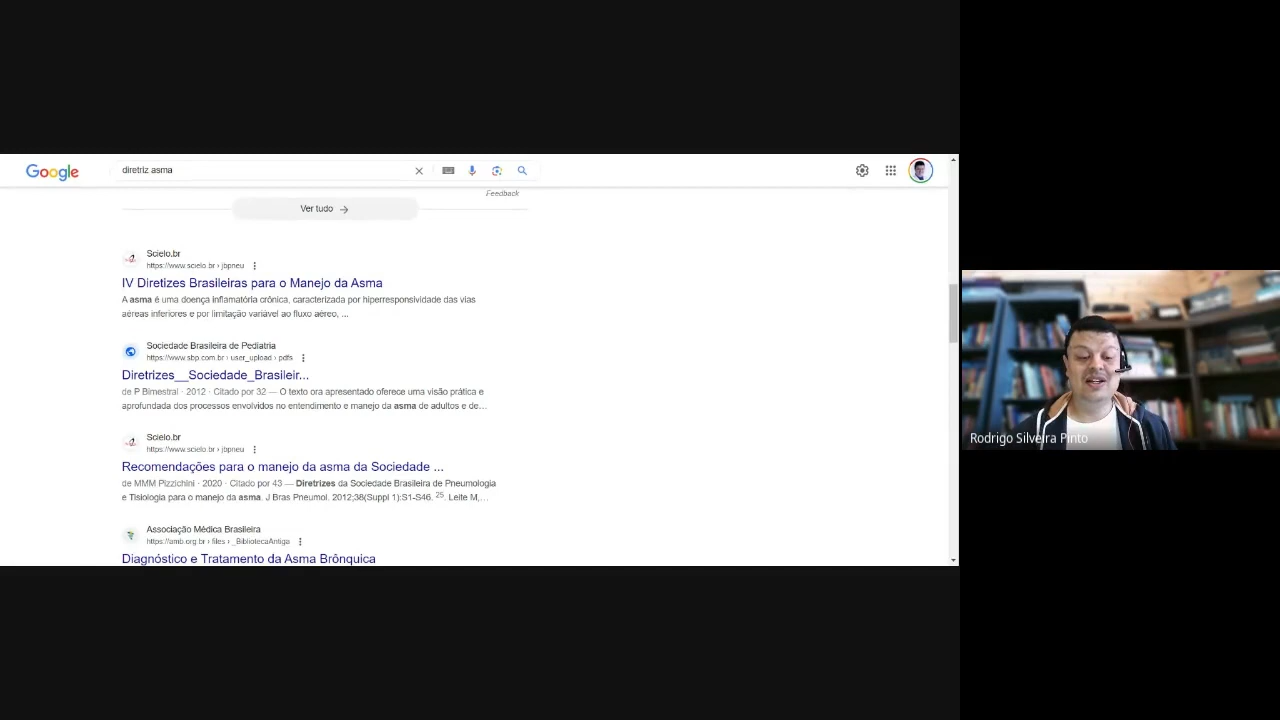 Google
diretriz asma
Feedback
Ver tudo
Scielo.br
https://www.scielo.br › jbpneu
IV Diretizes Brasileiras para o Manejo da Asma
A asma é uma doença inflamatória crônica, caracterizada por hiperresponsividade das vias
aéreas inferiores e por limitação variável ao fluxo aéreo, ...
Sociedade Brasileira de Pediatria
https://www.sbp.com.br › user_upload › pdfs
Diretrizes__Sociedade_Brasileir...
de P Bimestral · 2012 · Citado por 32 — O texto ora apresentado oferece uma visão prática e
aprofundada dos processos envolvidos no entendimento e manejo da asma de adultos e de...
Scielo.br
https://www.scielo.br › jbpneu
Recomendações para o manejo da asma da Sociedade ...
de MMM Pizzichini · 2020 · Citado por 43 — Diretrizes da Sociedade Brasileira de Pneumologia
e Tisiologia para o manejo da asma. J Bras Pneumol. 2012;38(Suppl 1):S1-S46. 25. Leite M,...
Associação Médica Brasileira
https://amb.org.br › files › _BibliotecaAntiga
Diagnóstico e Tratamento da Asma Brônquica
Rodrigo Silveira Pinto